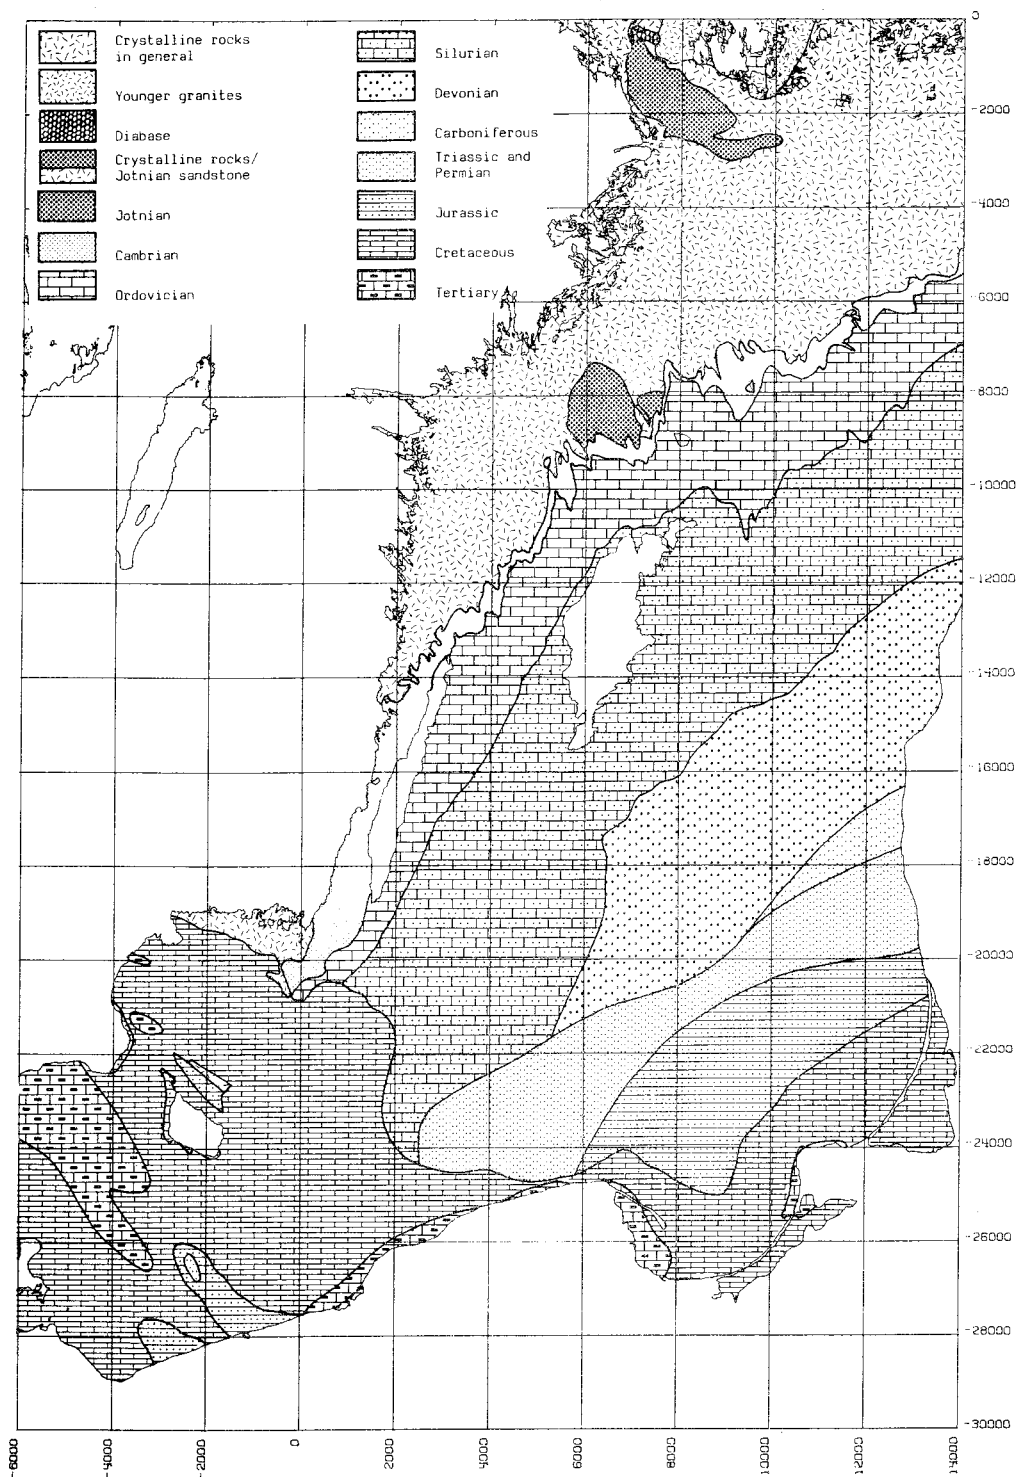 Crystalline rocks
in general
Younger granites
Diabase
Crystalline rocks/
Jotnian sandstone
Jotnian
Cambrian
Ordovician
Silurian
Devonian
Carboniferous
Triassic and
Permian
Jurassic
Cretaceous
Tertiary
0
-2000
-4000
-6000
-8000
-10000
-12000
-14000
-16000
-18000
-20000
-22000
-24000
-26000
-28000
-30000
-6000
-4000
-2000
0
2000
4000
6000
8000
10000
12000
14000